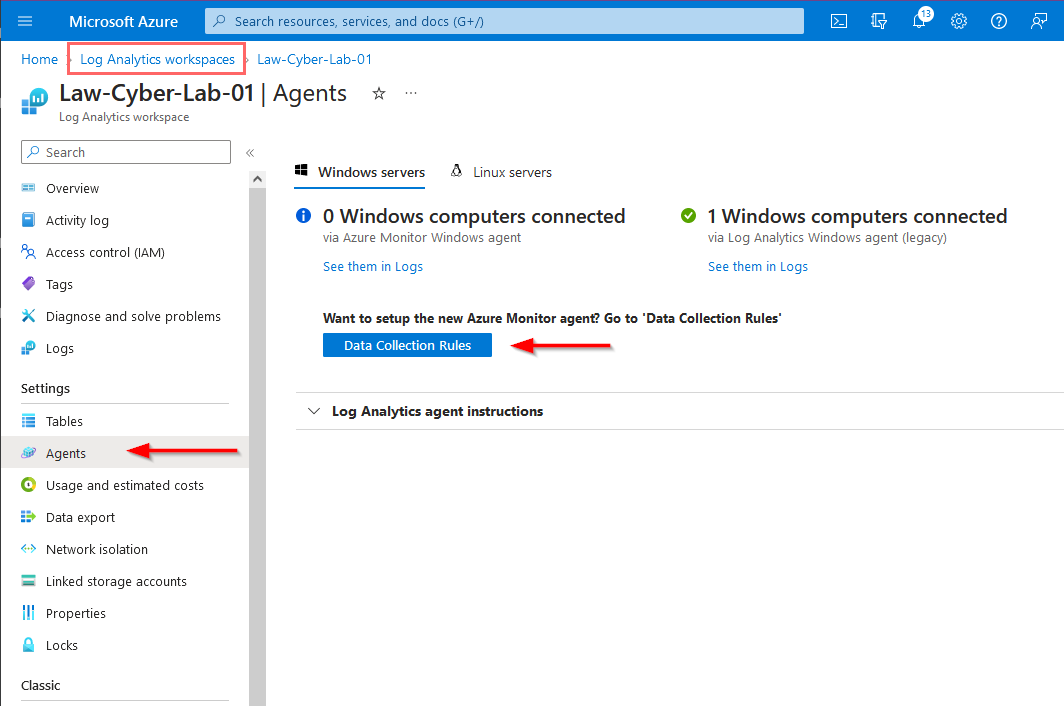 Microsoft Azure
Search resources, services, and docs (G+/)
13
Home > Log Analytics workspaces > Law-Cyber-Lab-01
Law-Cyber-Lab-01 | Agents
Log Analytics workspace
Search
Overview
Activity log
Access control (IAM)
Tags
Diagnose and solve problems
Logs
Settings
Tables
Agents
Usage and estimated costs
Data export
Network isolation
Linked storage accounts
Properties
Locks
Classic
Windows servers
Linux servers
0 Windows computers connected
via Azure Monitor Windows agent
See them in Logs
1 Windows computers connected
via Log Analytics Windows agent (legacy)
See them in Logs
Want to setup the new Azure Monitor agent? Go to 'Data Collection Rules'
Data Collection Rules
Log Analytics agent instructions